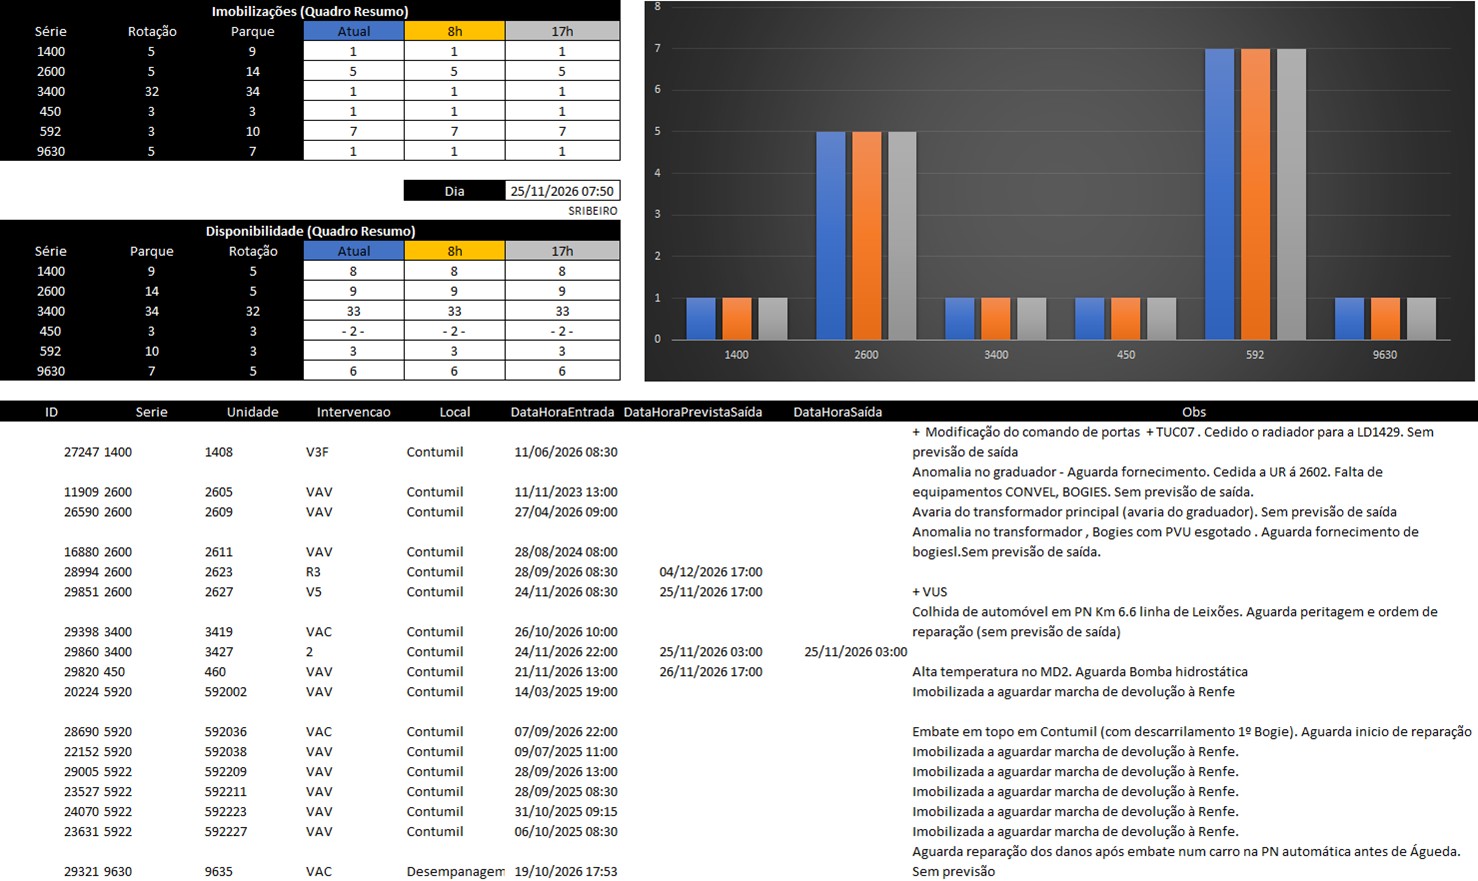 Imobilizações (Quadro Resumo)
Série Rotação Parque Atual 8h 17h
1400 5 9 1 1 1
2600 5 14 5 5 5
3400 32 34 1 1 1
450 3 3 1 1 1
592 3 10 7 7 7
9630 5 7 1 1 1
Dia 25/11/2026 07:50
SRIBEIRO
Disponibilidade (Quadro Resumo)
Série Parque Rotação Atual 8h 17h
1400 9 5 8 8 8
2600 14 5 9 9 9
3400 34 32 33 33 33
450 3 3 - 2 - - 2 - - 2 -
592 10 3 3 3 3
9630 7 5 6 6 6
8
7
6
5
4
3
2
1
0
1400 2600 3400 450 592 9630
ID Serie Unidade Intervencao Local DataHoraEntrada DataHoraPrevistaSaída DataHoraSaída Obs
+ Modificação do comando de portas + TUC07 . Cedido o radiador para a LD1429. Sem
27247 1400 1408 V3F Contumil 11/06/2026 08:30 previsão de saída
Anomalia no graduador - Aguarda fornecimento. Cedida a UR á 2602. Falta de
11909 2600 2605 VAV Contumil 11/11/2023 13:00 equipamentos CONVEL, BOGIES. Sem previsão de saída.
26590 2600 2609 VAV Contumil 27/04/2026 09:00 Avaria do transformador principal (avaria do graduador). Sem previsão de saída
Anomalia no transformador , Bogies com PVU esgotado . Aguarda fornecimento de
16880 2600 2611 VAV Contumil 28/08/2024 08:00 bogiesl.Sem previsão de saída.
28994 2600 2623 R3 Contumil 28/09/2026 08:30 04/12/2026 17:00
29851 2600 2627 V5 Contumil 24/11/2026 08:30 25/11/2026 17:00 + VUS
Colhida de automóvel em PN Km 6.6 linha de Leixões. Aguarda peritagem e ordem de
29398 3400 3419 VAC Contumil 26/10/2026 10:00 reparação (sem previsão de saída)
29860 3400 3427 2 Contumil 24/11/2026 22:00 25/11/2026 03:00 25/11/2026 03:00
29820 450 460 VAV Contumil 21/11/2026 13:00 26/11/2026 17:00 Alta temperatura no MD2. Aguarda Bomba hidrostática
20224 5920 592002 VAV Contumil 14/03/2025 19:00 Imobilizada a aguardar marcha de devolução à Renfe
28690 5920 592036 VAC Contumil 07/09/2026 22:00 Embate em topo em Contumil (com descarrilamento 1º Bogie). Aguarda inicio de reparação
22152 5920 592038 VAV Contumil 09/07/2025 11:00 Imobilizada a aguardar marcha de devolução à Renfe.
29005 5922 592209 VAV Contumil 28/09/2026 13:00 Imobilizada a aguardar marcha de devolução à Renfe.
23527 5922 592211 VAV Contumil 28/09/2025 08:30 Imobilizada a aguardar marcha de devolução à Renfe.
24070 5922 592223 VAV Contumil 31/10/2025 09:15 Imobilizada a aguardar marcha de devolução à Renfe.
23631 5922 592227 VAV Contumil 06/10/2025 08:30 Imobilizada a aguardar marcha de devolução à Renfe.
Aguarda reparação dos danos após embate num carro na PN automática antes de Águeda.
29321 9630 9635 VAC Desempanagem 19/10/2026 17:53 Sem previsão